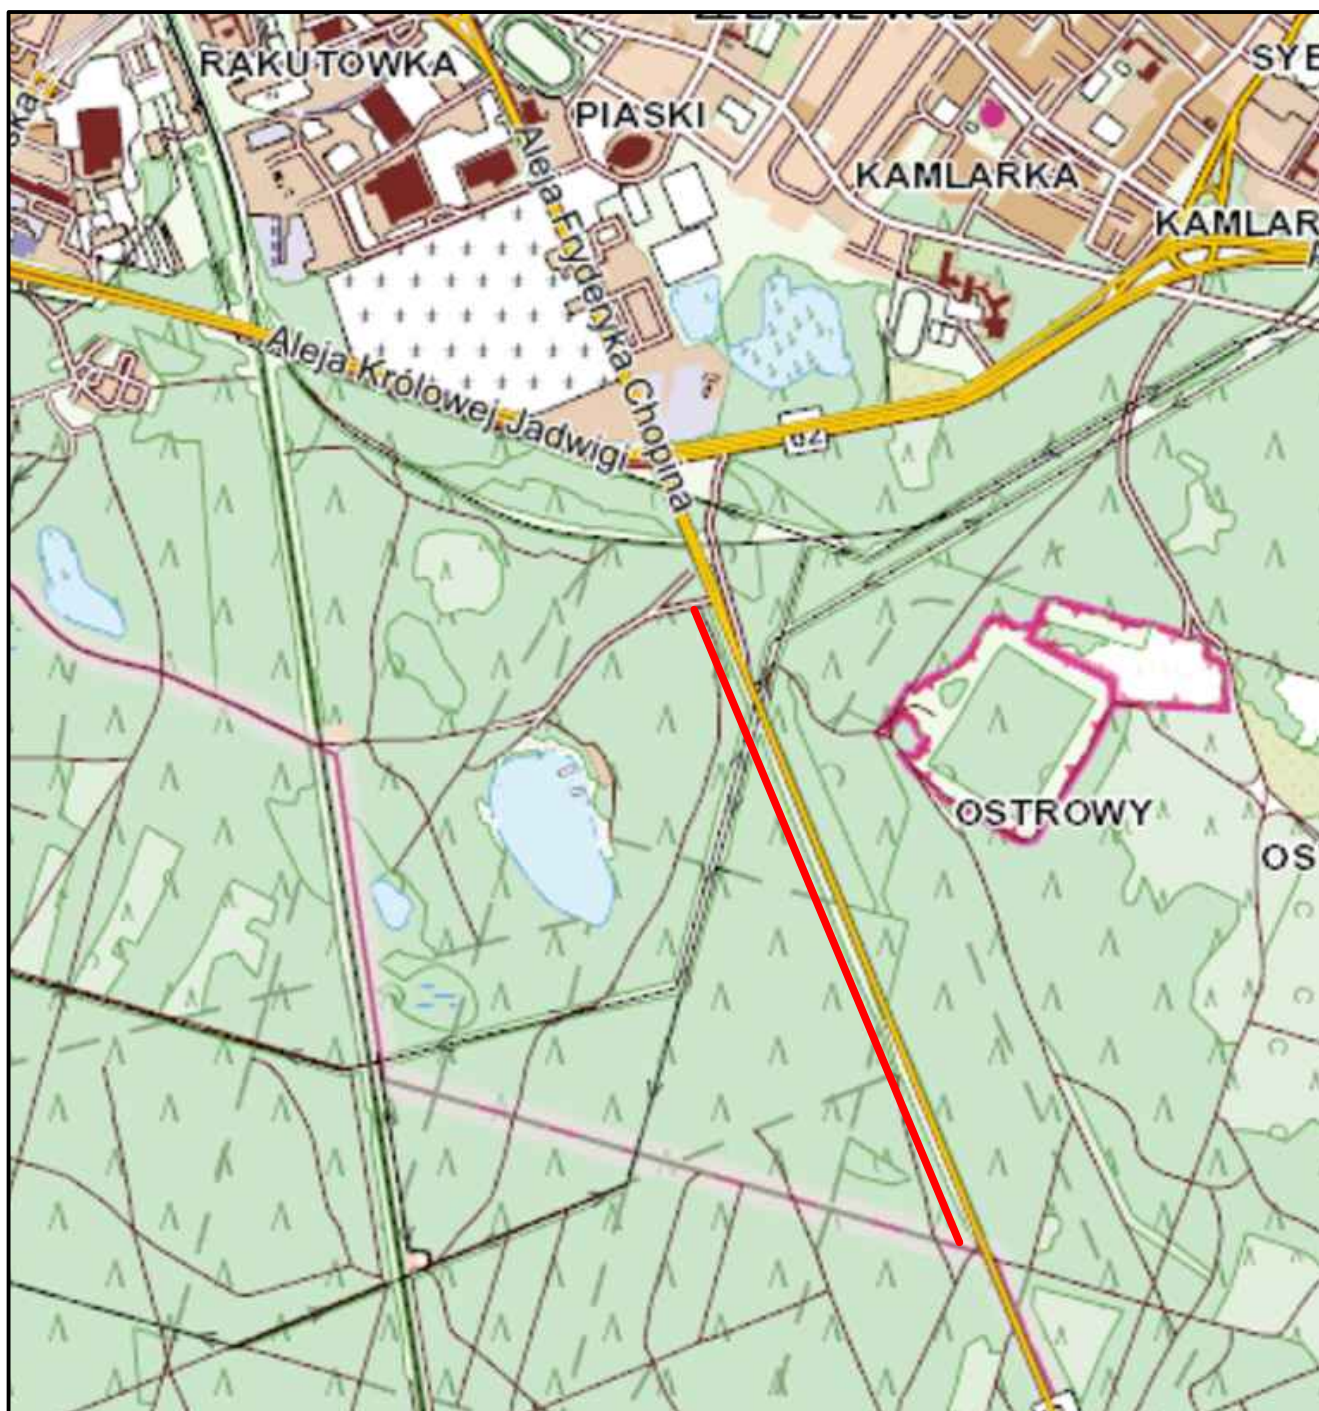 RAKUTOWKA
SYB
PIASKI
KAMLARKA
KAMLAR
Aleja Fryderyka Chopina
Aleja Królowej Jadwigi
62
OSTROWY
OS